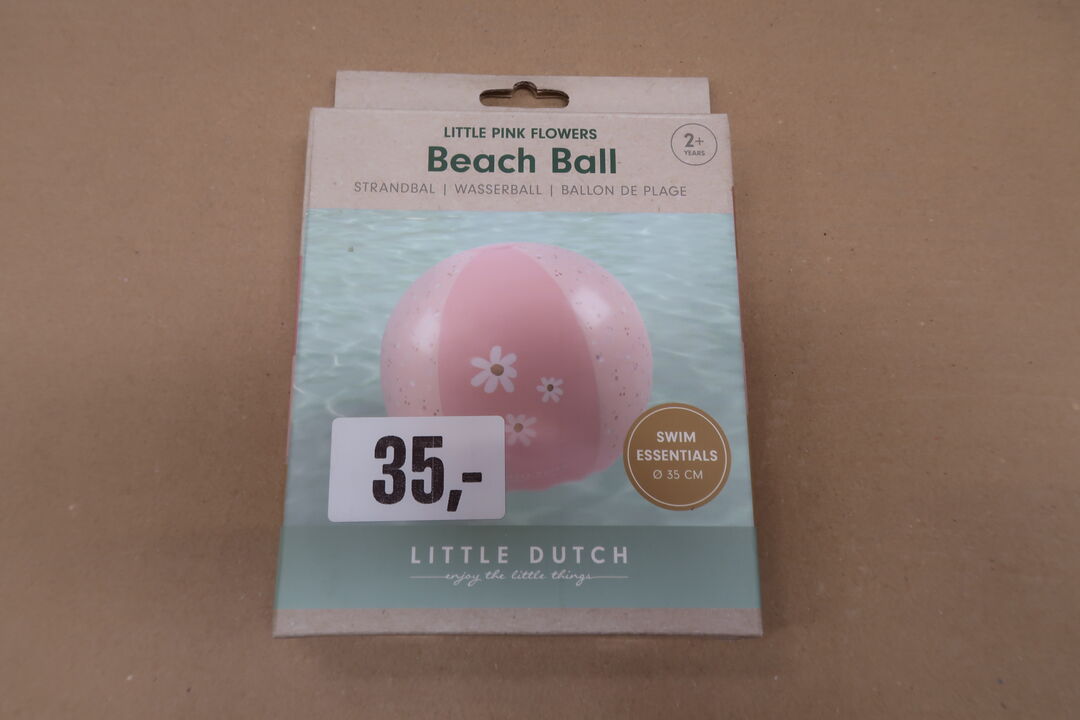 LITTLE PINK FLOWERS
Beach Ball
STRANDBAL | WASSERBALL | BALLON DE PLAGE
2+
YEARS
35,-
SWIM
ESSENTIALS
Ø 35 CM
LITTLE DUTCH
enjoy the little things